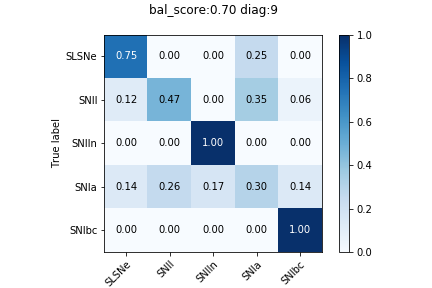 bal_score:0.70 diag:9
True label
SLSNe 0.75 0.00 0.00 0.25 0.00
SNII 0.12 0.47 0.00 0.35 0.06
SNIIn 0.00 0.00 1.00 0.00 0.00
SNIa 0.14 0.26 0.17 0.30 0.14
SNIbc 0.00 0.00 0.00 0.00 1.00
SLSNe SNII SNIIn SNIa SNIbc
1.0
0.8
0.6
0.4
0.2
0.0